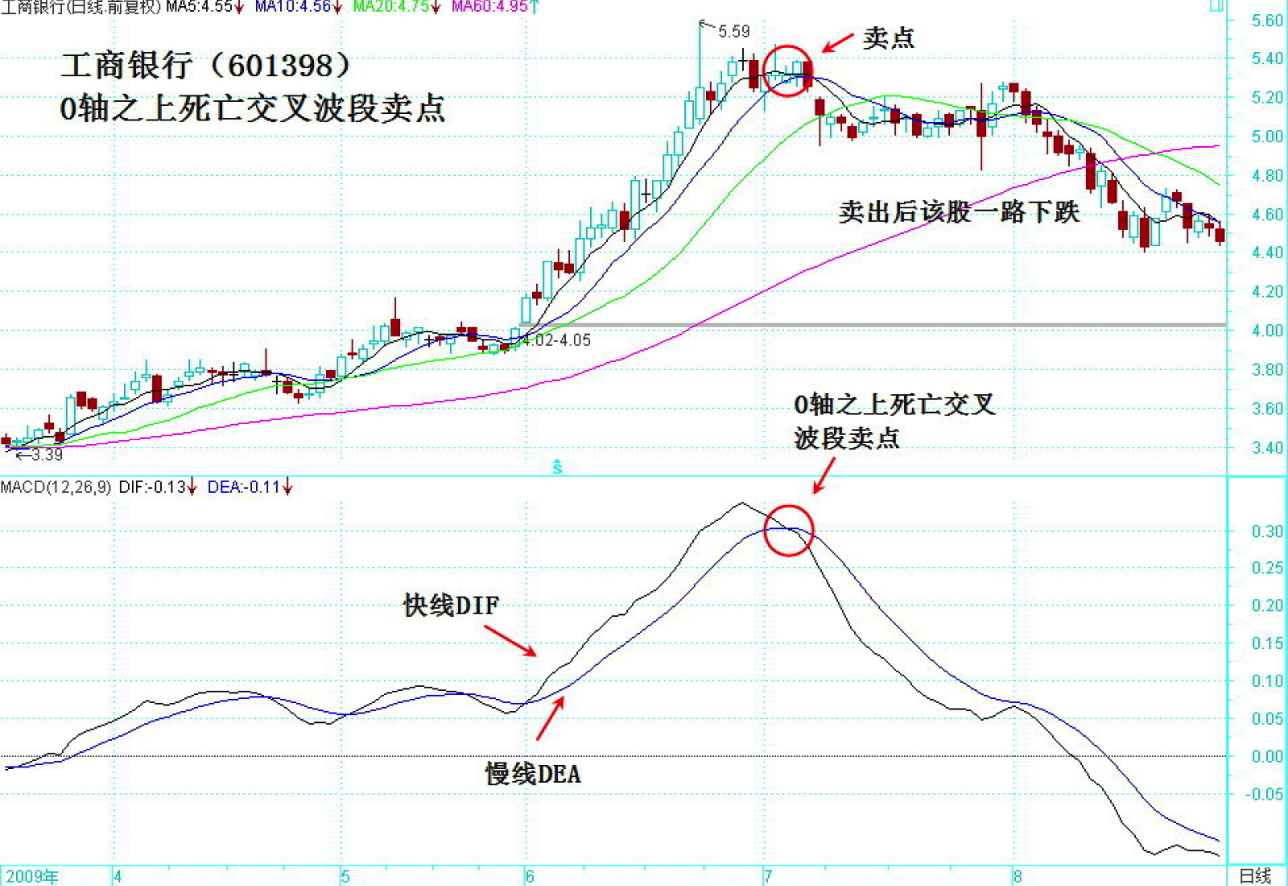 工商银行(日线.前复权) MA5:4.55↓ MA10:4.56↓ MA20:4.75↓ MA60:4.95↑
5.60
5.59
卖点
工商银行（601398）
5.40
0轴之上死亡交叉波段卖点
5.20
5.00
4.80
卖出后该股一路下跌
4.60
4.40
4.20
4.00
4.02-4.05
3.80
0轴之上死亡交叉
3.60
波段卖点
3.40
←3.39
ŝ
MACD(12,26,9) DIF:-0.13↓ DEA:-0.11↓
0.30
0.25
快线DIF
0.20
0.15
0.10
0.05
0.00
慢线DEA
-0.05
2009年 4 5 6 7 8 日线